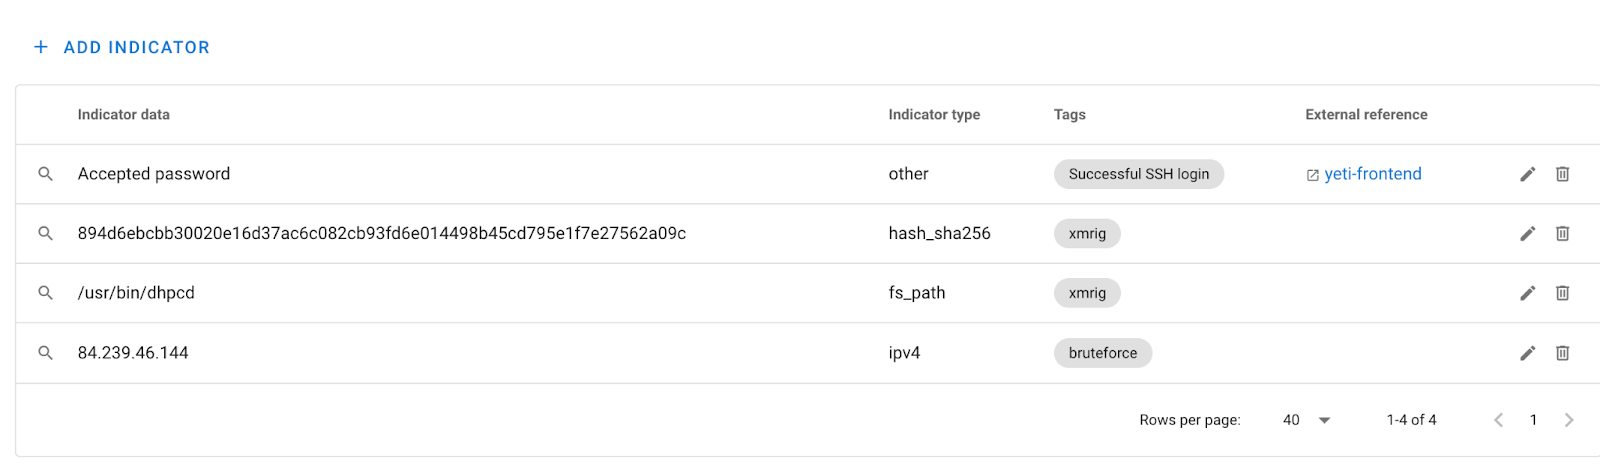 + ADD INDICATOR
Indicator data Indicator type Tags External reference
Accepted password other Successful SSH login yeti-frontend
894d6ebcbb30020e16d37ac6c082cb93fd6e014498b45cd795e1f7e27562a09c hash_sha256 xmrig
/usr/bin/dhpcd fs_path xmrig
84.239.46.144 ipv4 bruteforce
Rows per page: 40 1-4 of 4 1